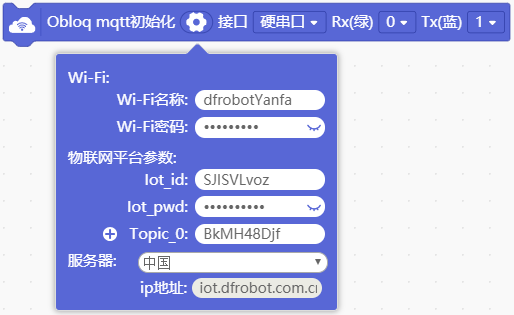 Obloq mqtt初始化 接口 硬串口 Rx(绿) 0 Tx(蓝) 1
Wi-Fi:
Wi-Fi名称: dfrobotYanfa
Wi-Fi密码: •••••••••
物联网平台参数:
Iot_id: SJlSVLvoz
Iot_pwd: ••••••••••
Topic_0: BkMH48Djf
服务器: 中国
ip地址: iot.dfrobot.com.cn